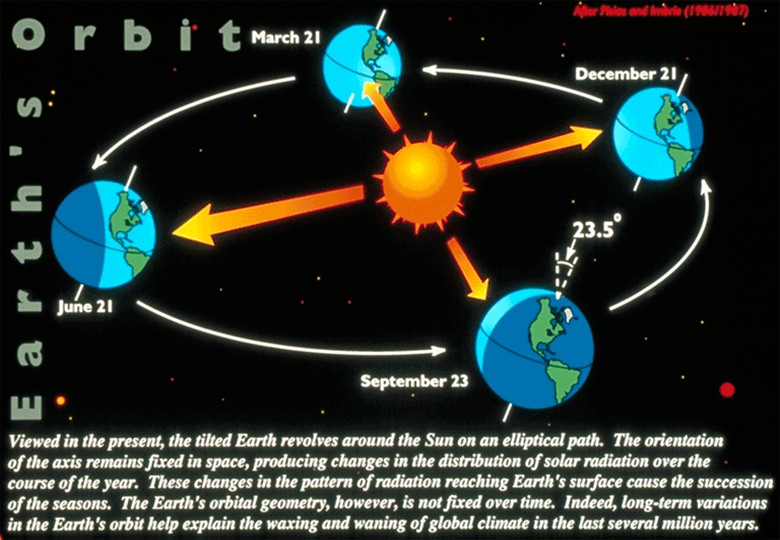 Earth's Orbit
After Pisias and Imbrie (1986/1987)
March 21
December 21
23.5°
June 21
September 23
Viewed in the present, the tilted Earth revolves around the Sun on an elliptical path. The orientation
of the axis remains fixed in space, producing changes in the distribution of solar radiation over the
course of the year. These changes in the pattern of radiation reaching Earth's surface cause the succession
of the seasons. The Earth's orbital geometry, however, is not fixed over time. Indeed, long-term variations
in the Earth's orbit help explain the waxing and waning of global climate in the last several million years.